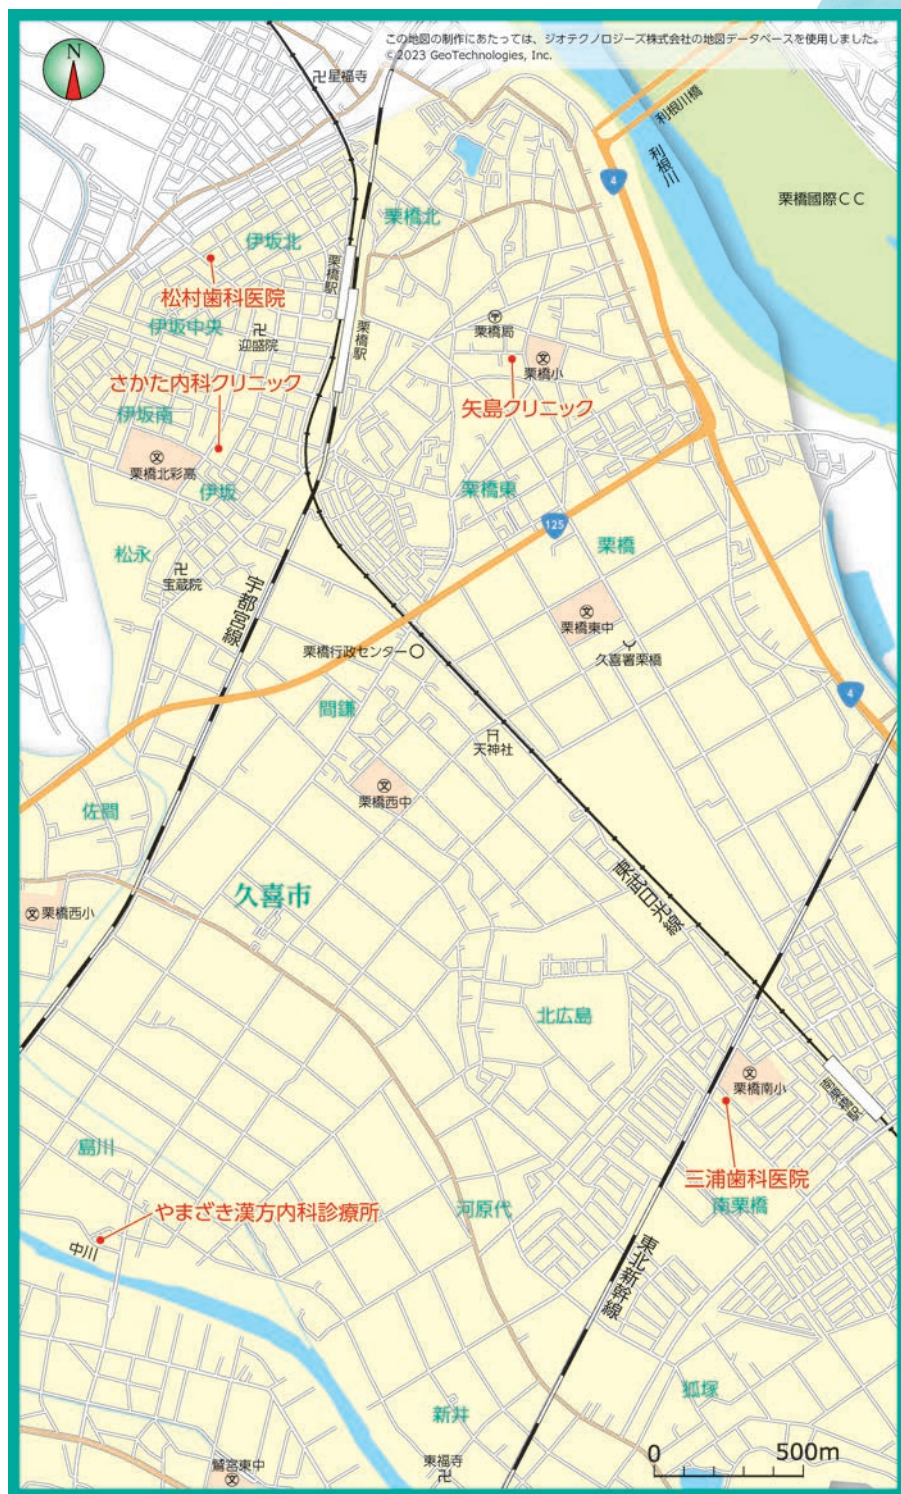 この地図の制作にあたっては、ジオテクノロジーズ株式会社の地図データベースを使用しました。
©2023 GeoTechnologies, Inc.
N
星福寺
利根川橋
利根川
4
栗橋國際CC
栗橋北
伊坂北
栗橋駅
松村歯科医院
伊坂中央
迎盛院
栗橋駅
栗橋局
栗橋小
さかた内科クリニック
矢島クリニック
伊坂南
栗橋北彩高
伊坂
栗橋東
125
栗橋
松永
宝蔵院
宇都宮線
栗橋東中
栗橋行政センター
久喜署栗橋
4
間鎌
天神社
栗橋西中
佐間
久喜市
東武日光線
栗橋西小
北広島
栗橋南小
南栗橋駅
島川
三浦歯科医院
南栗橋
やまざき漢方内科診療所
河原代
中川
東北新幹線
狐塚
新井
東福寺
鷲宮東中
0 500m